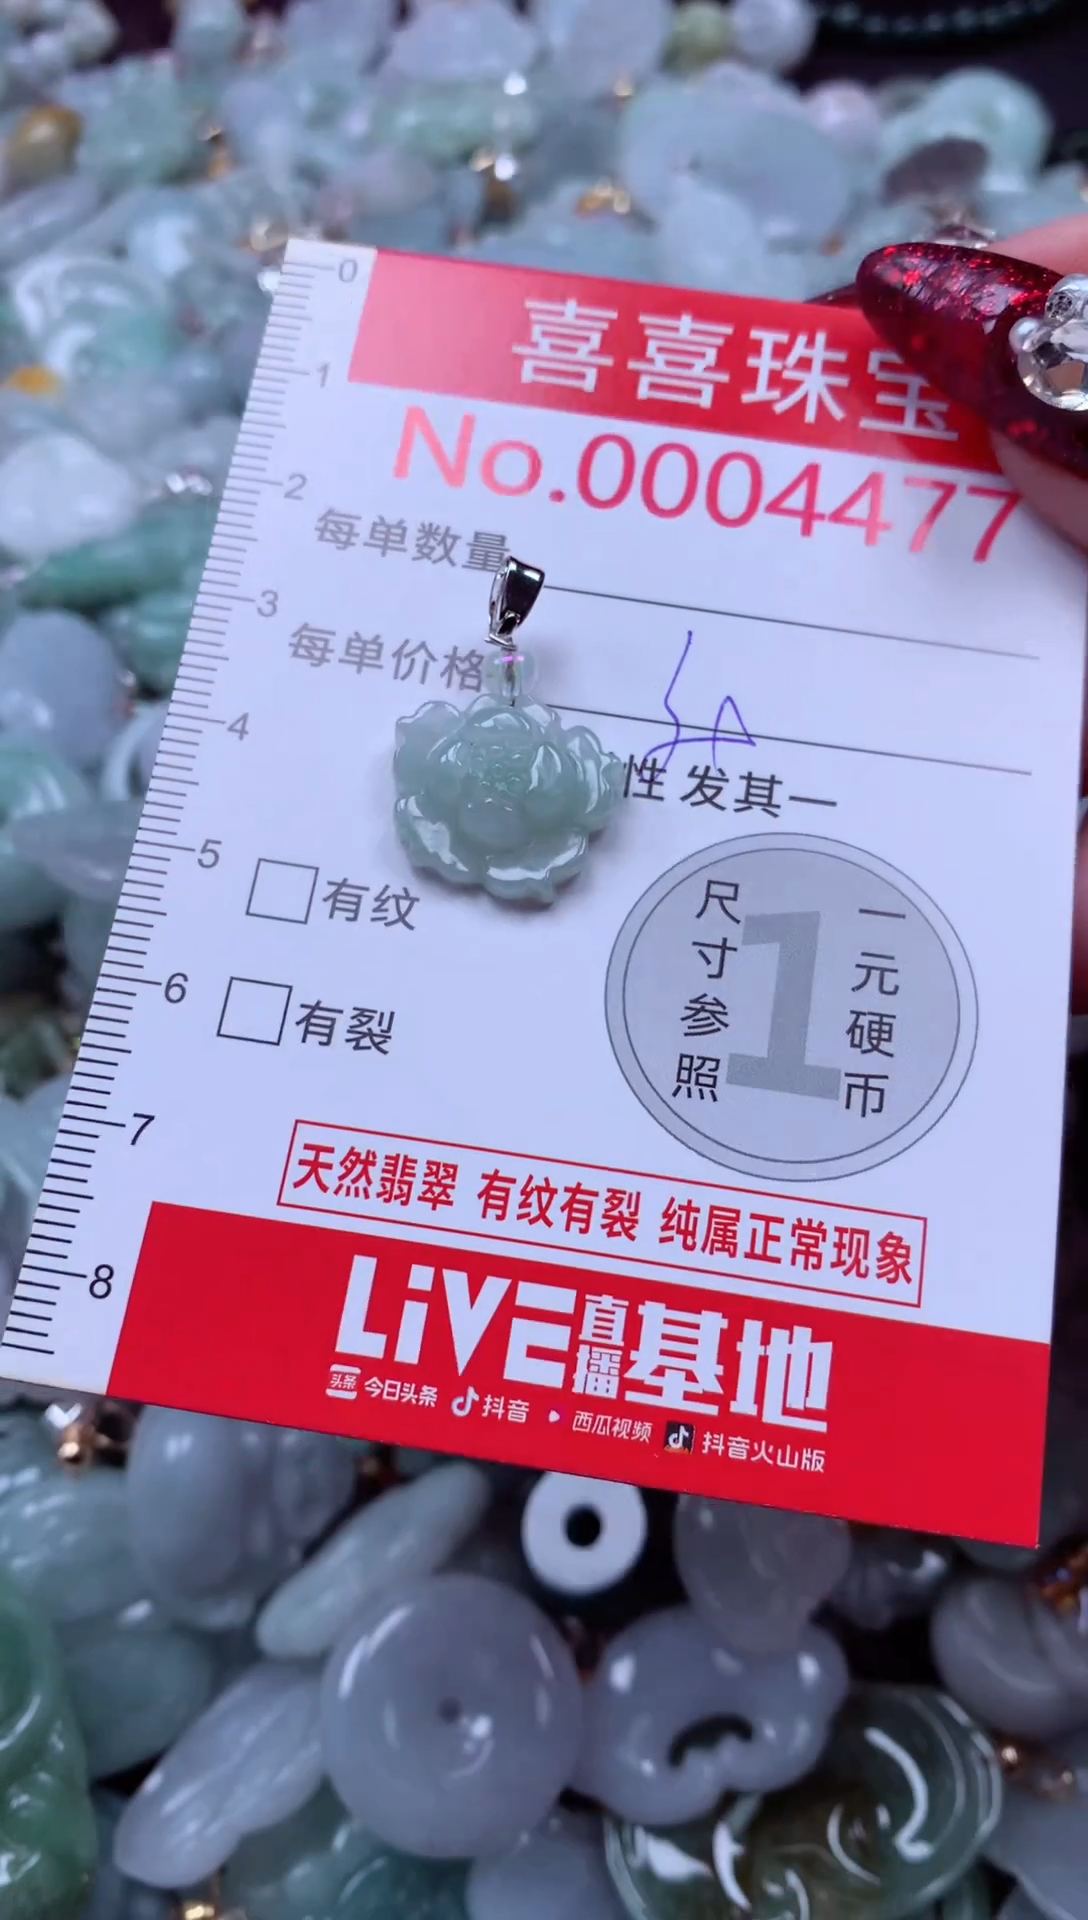 0
喜喜珠宝
1
No.0004477
2
每单数量
3
每单价格
4
性 发其一
5
有纹
尺寸参照
1
一元硬币
6
有裂
7
天然翡翠 有纹有裂 纯属正常现象
8
LiVE直播基地
头条 今日头条 抖音 西瓜视频 抖音火山版